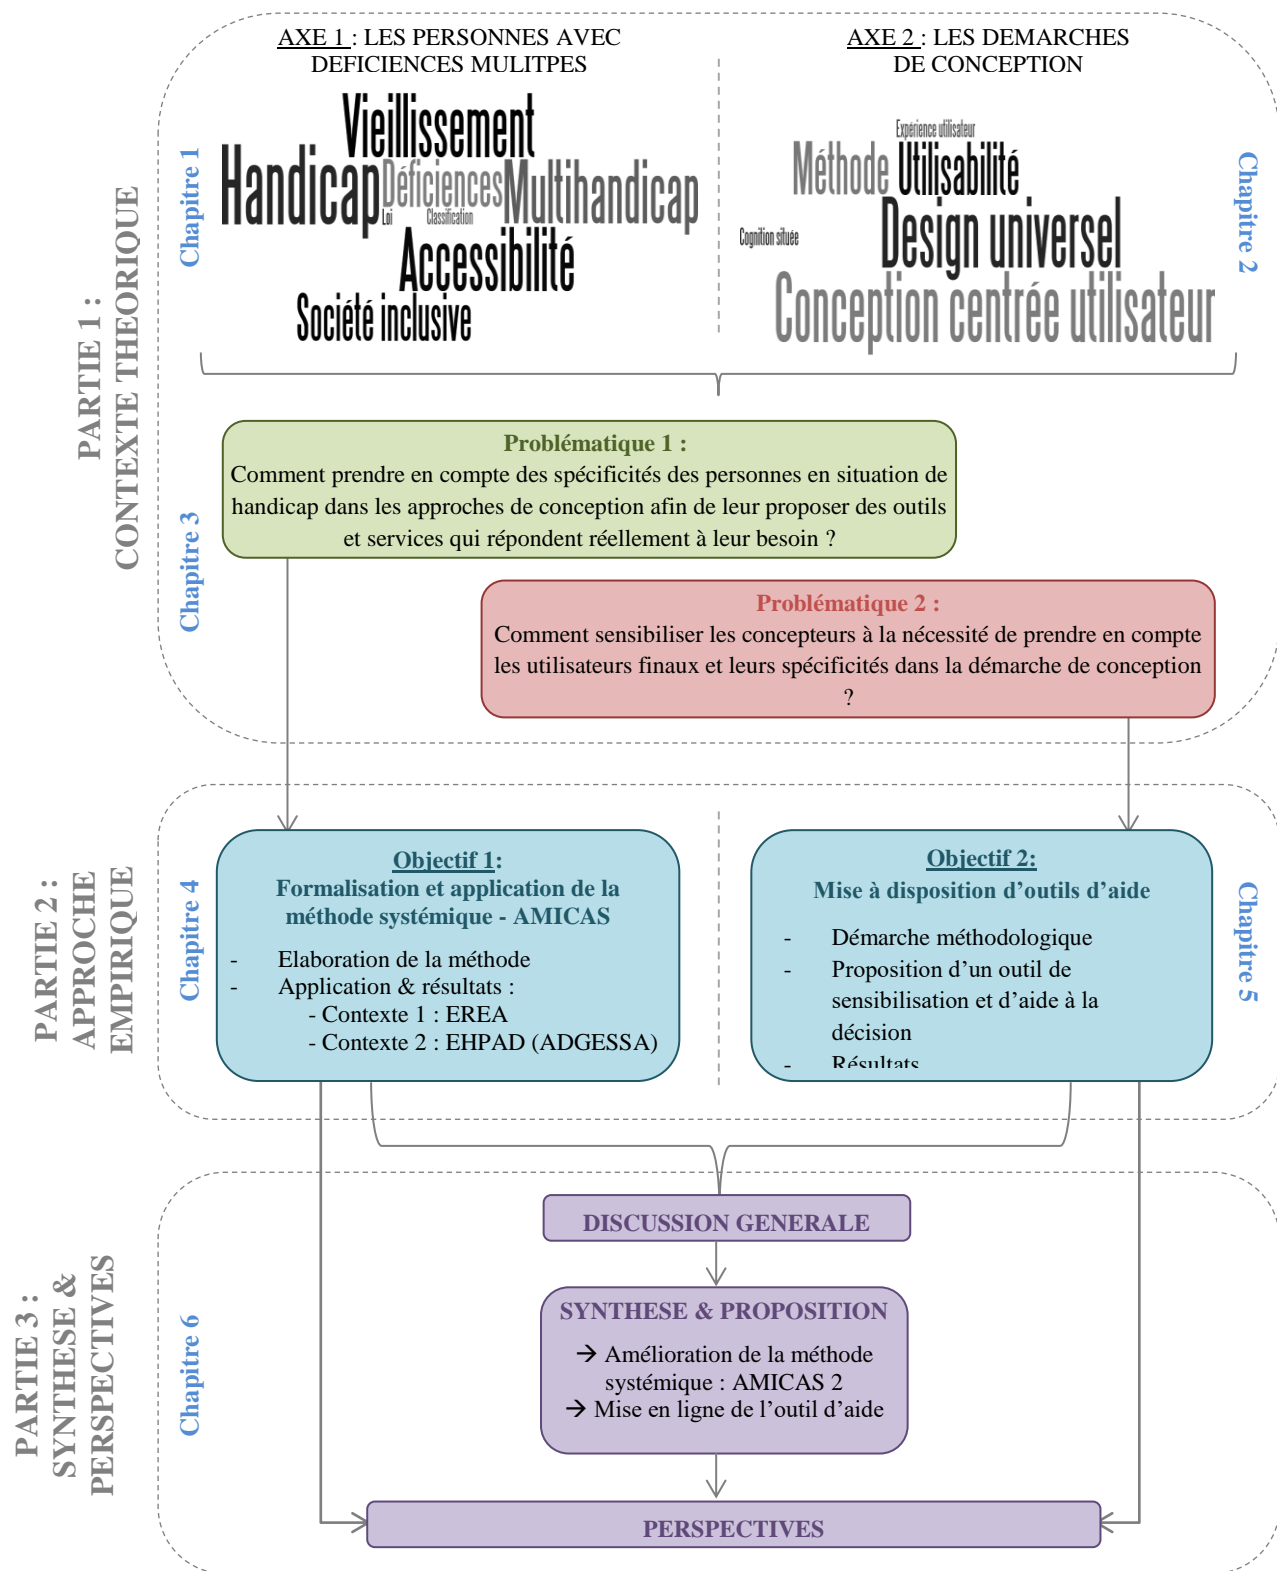 PARTIE 1 :
CONTEXTE THEORIQUE
AXE 1 : LES PERSONNES AVEC
DEFICIENCES MULITPES
AXE 2 : LES DEMARCHES
DE CONCEPTION
Chapitre 1
Vieillissement
Handicap
Déficiences
Multihandicap
Loi
Classification
Accessibilité
Société inclusive
Expérience utilisateur
Méthode
Utilisabilité
Cognition située
Design universel
Conception centrée utilisateur
Chapitre 2
Chapitre 3
Problématique 1 :
Comment prendre en compte des spécificités des personnes en situation de
handicap dans les approches de conception afin de leur proposer des outils
et services qui répondent réellement à leur besoin ?
Problématique 2 :
Comment sensibiliser les concepteurs à la nécessité de prendre en compte
les utilisateurs finaux et leurs spécificités dans la démarche de conception
?
PARTIE 2 :
APPROCHE
EMPIRIQUE
Chapitre 4
Objectif 1:
Formalisation et application de la
méthode systémique - AMICAS
- Elaboration de la méthode
- Application & résultats :
- Contexte 1 : EREA
- Contexte 2 : EHPAD (ADGESSA)
Objectif 2:
Mise à disposition d'outils d'aide
- Démarche méthodologique
- Proposition d'un outil de
sensibilisation et d'aide à la
décision
- Résultats
Chapitre 5
PARTIE 3 :
SYNTHESE &
PERSPECTIVES
Chapitre 6
DISCUSSION GENERALE
SYNTHESE & PROPOSITION
→ Amélioration de la méthode
systémique : AMICAS 2
→ Mise en ligne de l'outil d'aide
PERSPECTIVES